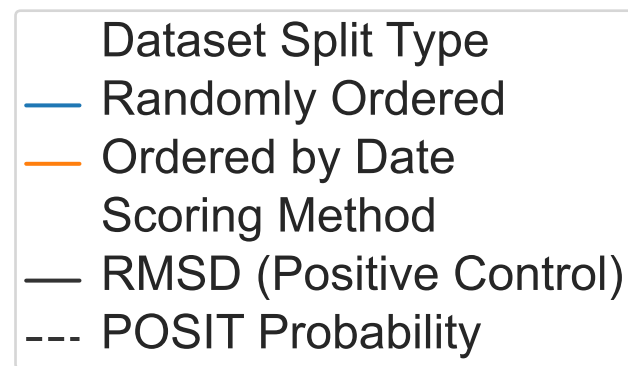 Dataset Split Type
Randomly Ordered
Ordered by Date
Scoring Method
RMSD (Positive Control)
POSIT Probability